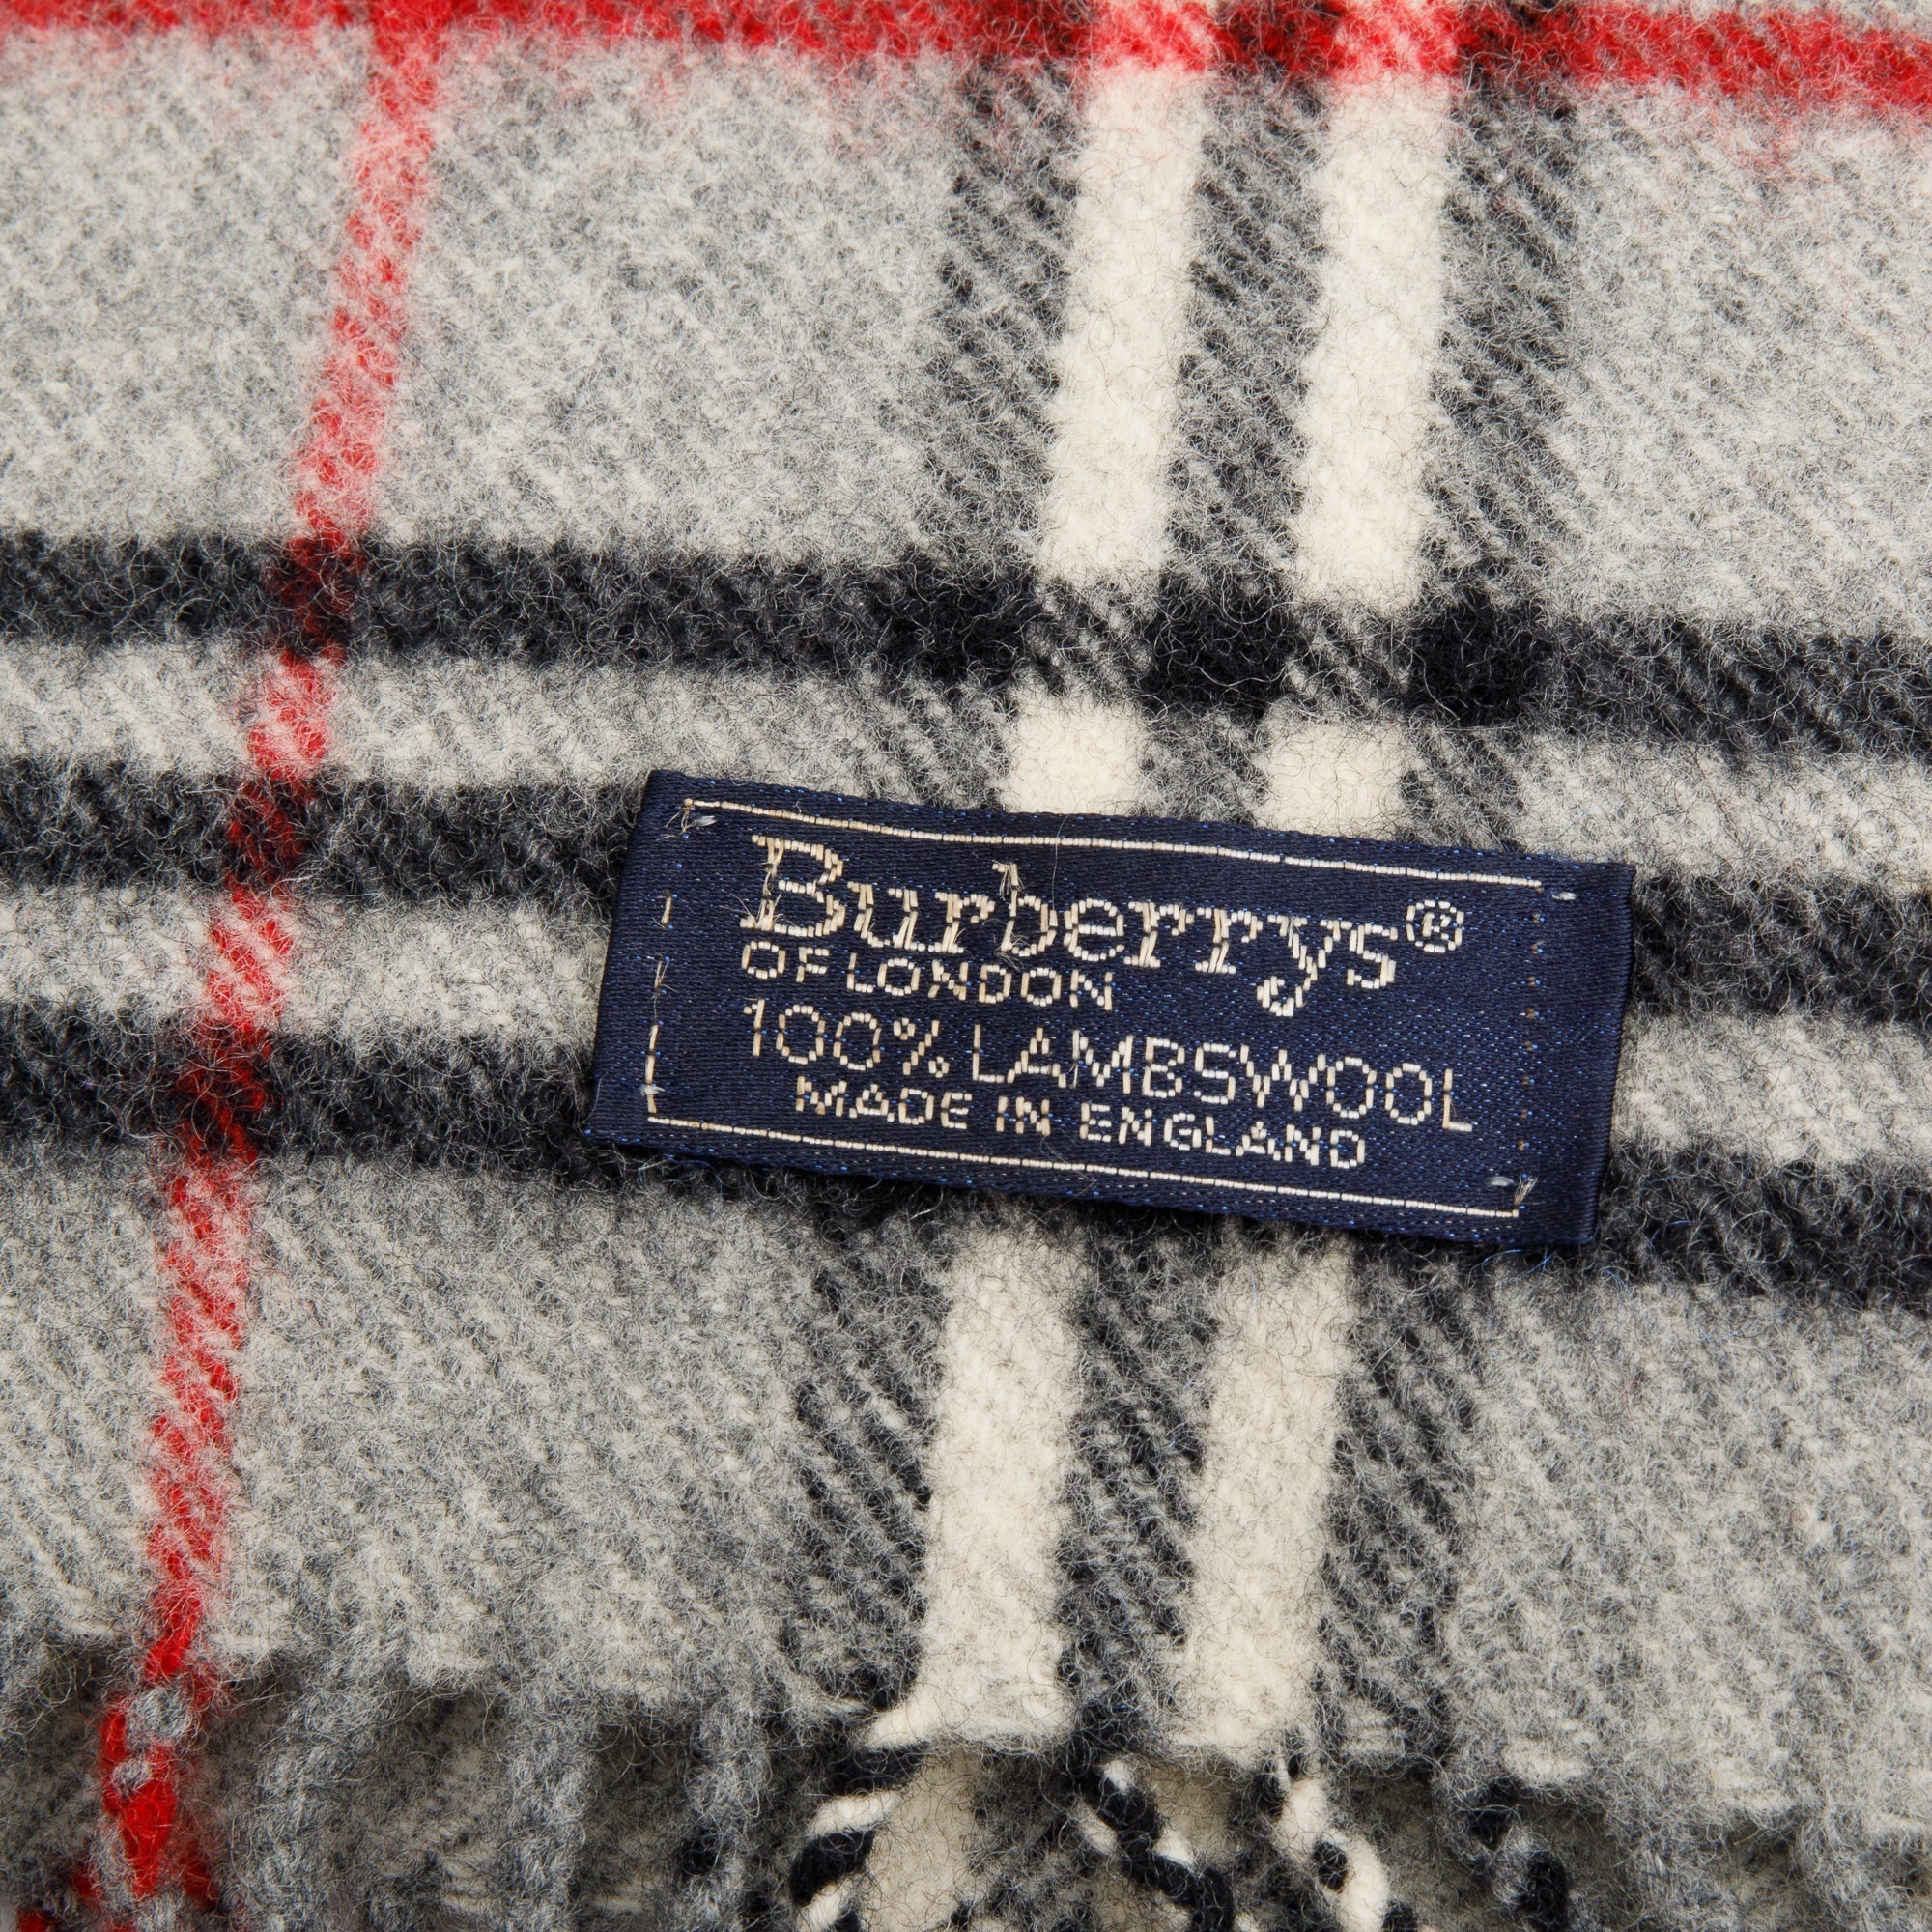 Burberrys®
OF LONDON
100% LAMBSWOOL
MADE IN ENGLAND